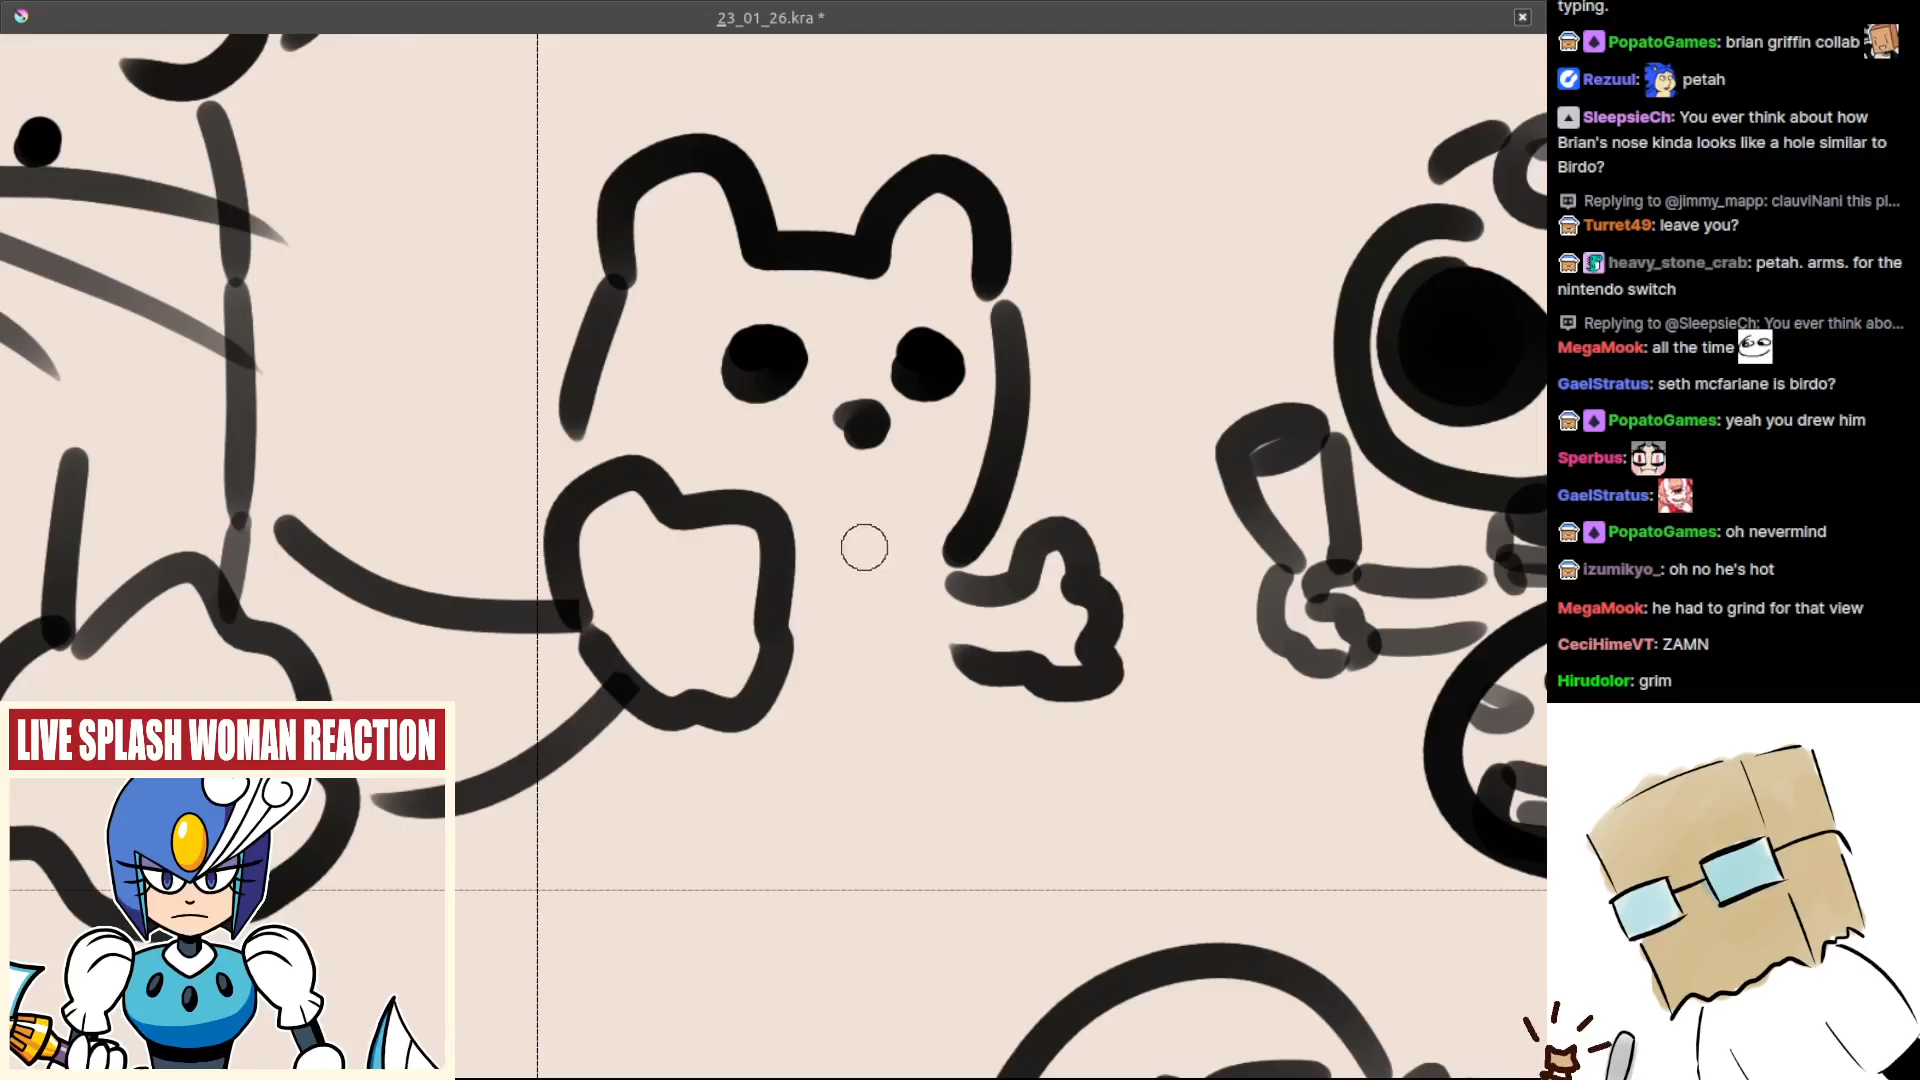 23_01_26.kra *
typing.
PopatoGames: brian griffin collab
Rezuul: petah
SleepsieCh: You ever think about how
Brian's nose kinda looks like a hole similar to
Birdo?
Replying to @jimmy_mapp: clauviNani this pl...
Turret49: leave you?
heavy_stone_crab: petah. arms. for the
nintendo switch
Replying to @SleepsieCh: You ever think abo...
MegaMook: all the time
GaelStratus: seth mcfarlane is birdo?
PopatoGames: yeah you drew him
Sperbus:
GaelStratus:
PopatoGames: oh nevermind
izumikyo_: oh no he's hot
MegaMook: he had to grind for that view
CeciHimeVT: ZAMN
Hirudolor: grim
LIVE SPLASH WOMAN REACTION